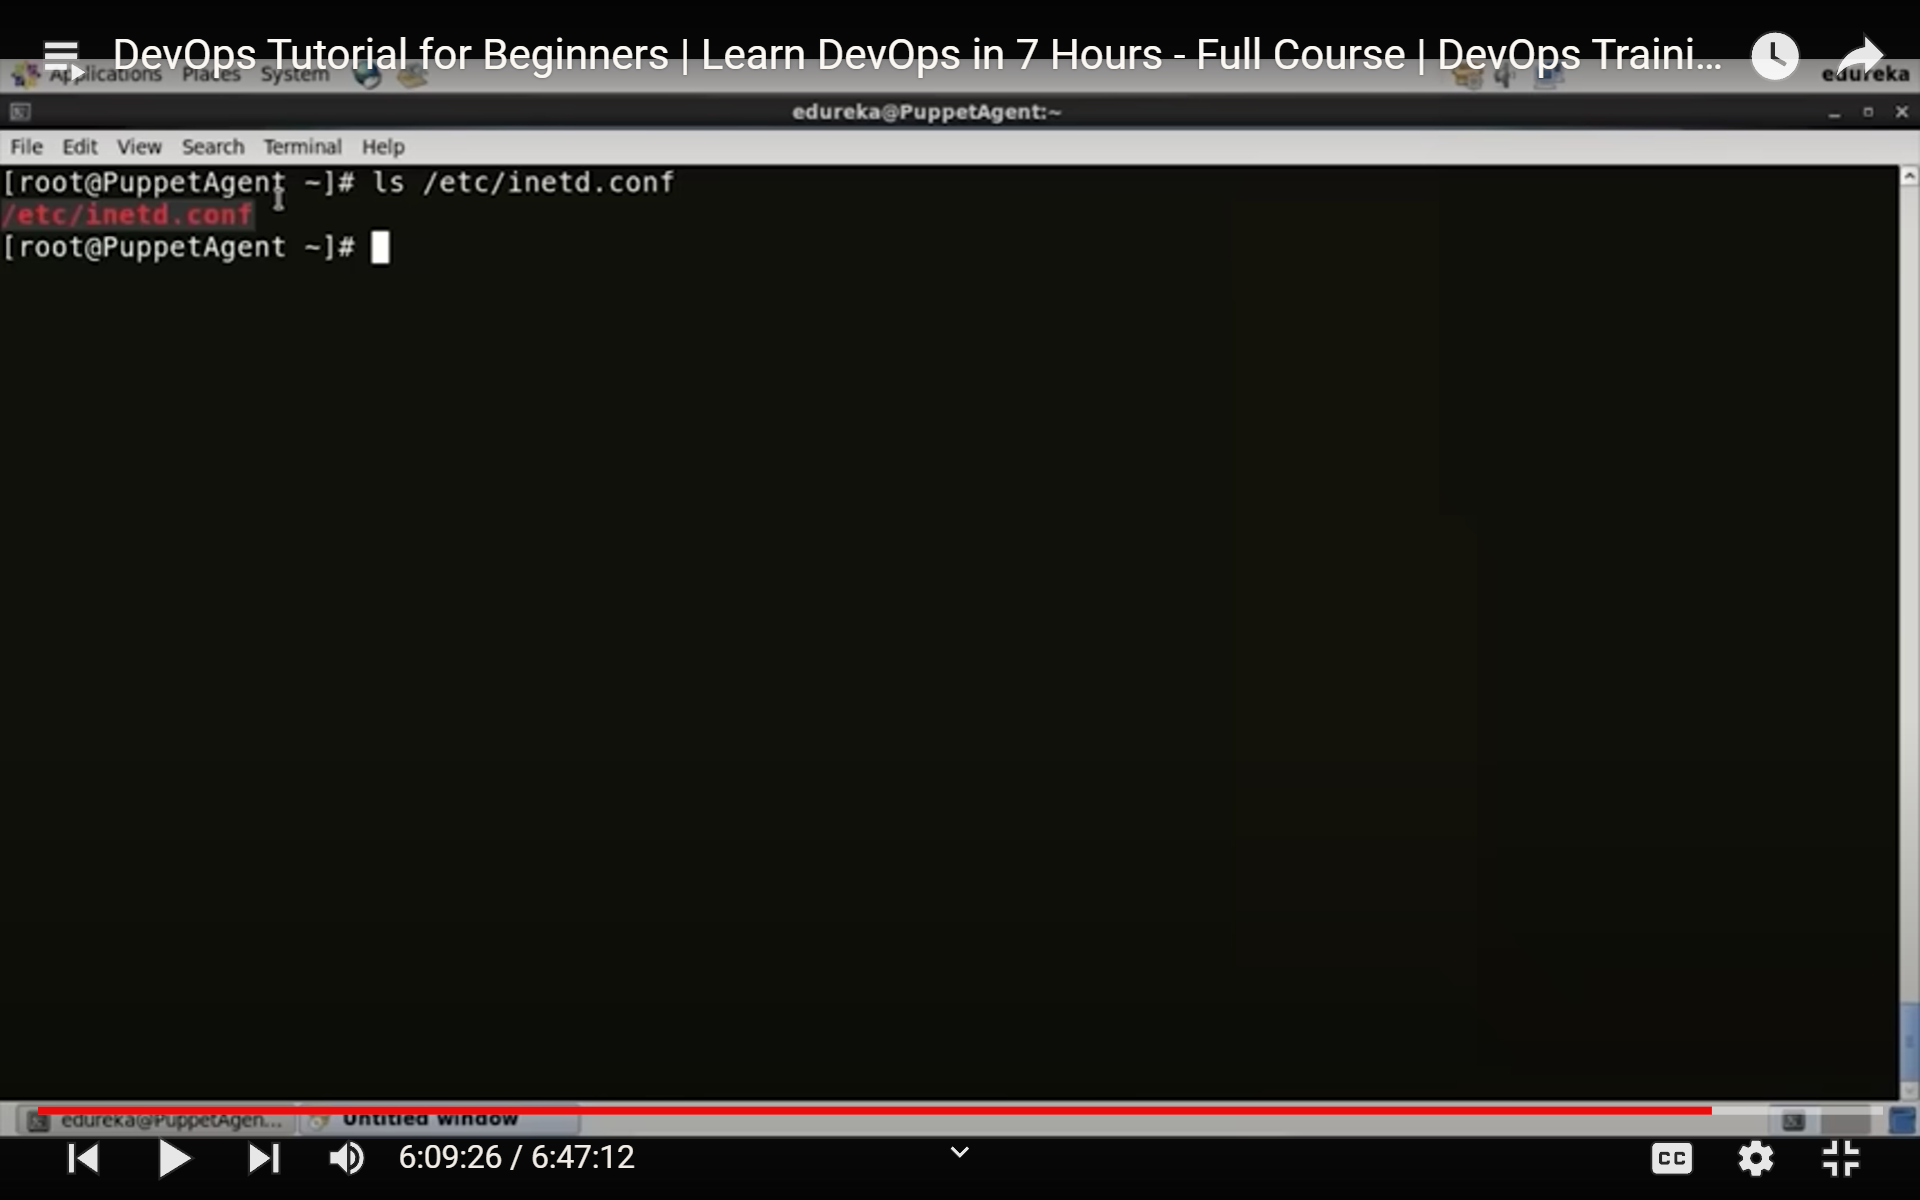 DevOps Tutorial for Beginners | Learn DevOps in 7 Hours - Full Course | DevOps Traini...
Applications Places System edureka
edureka@PuppetAgent:~
File Edit View Search Terminal Help
[root@PuppetAgent ~]# ls /etc/inetd.conf
/etc/inetd.conf
[root@PuppetAgent ~]#
edureka@PuppetAgen... Untitled window
6:09:26 / 6:47:12
CC